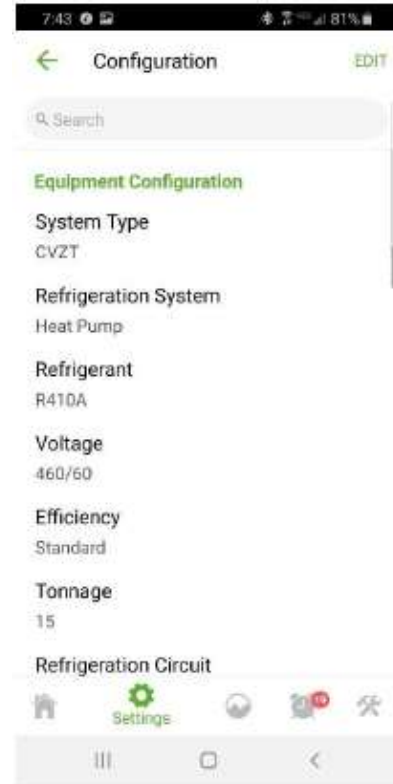 7:43
81%
Configuration
EDIT
Search
Equipment Configuration
System Type
CVZT
Refrigeration System
Heat Pump
Refrigerant
R410A
Voltage
460/60
Efficiency
Standard
Tonnage
15
Refrigeration Circuit
Settings
19